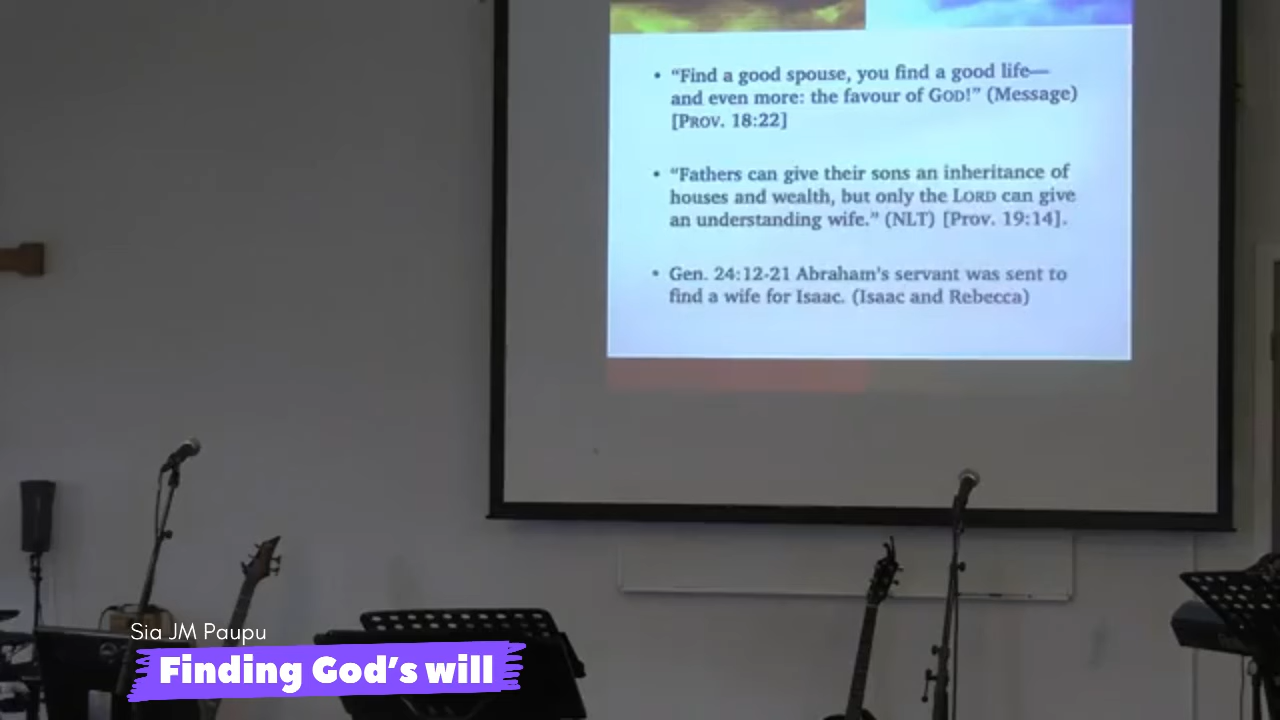 • “Find a good spouse, you find a good life—
and even more: the favour of GOD!” (Message)
[PROV. 18:22]
• “Fathers can give their sons an inheritance of
houses and wealth, but only the LORD can give
an understanding wife.” (NLT) [Prov. 19:14].
• Gen. 24:12-21 Abraham's servant was sent to
find a wife for Isaac. (Isaac and Rebecca)
Sia JM Paupu
Finding God's will